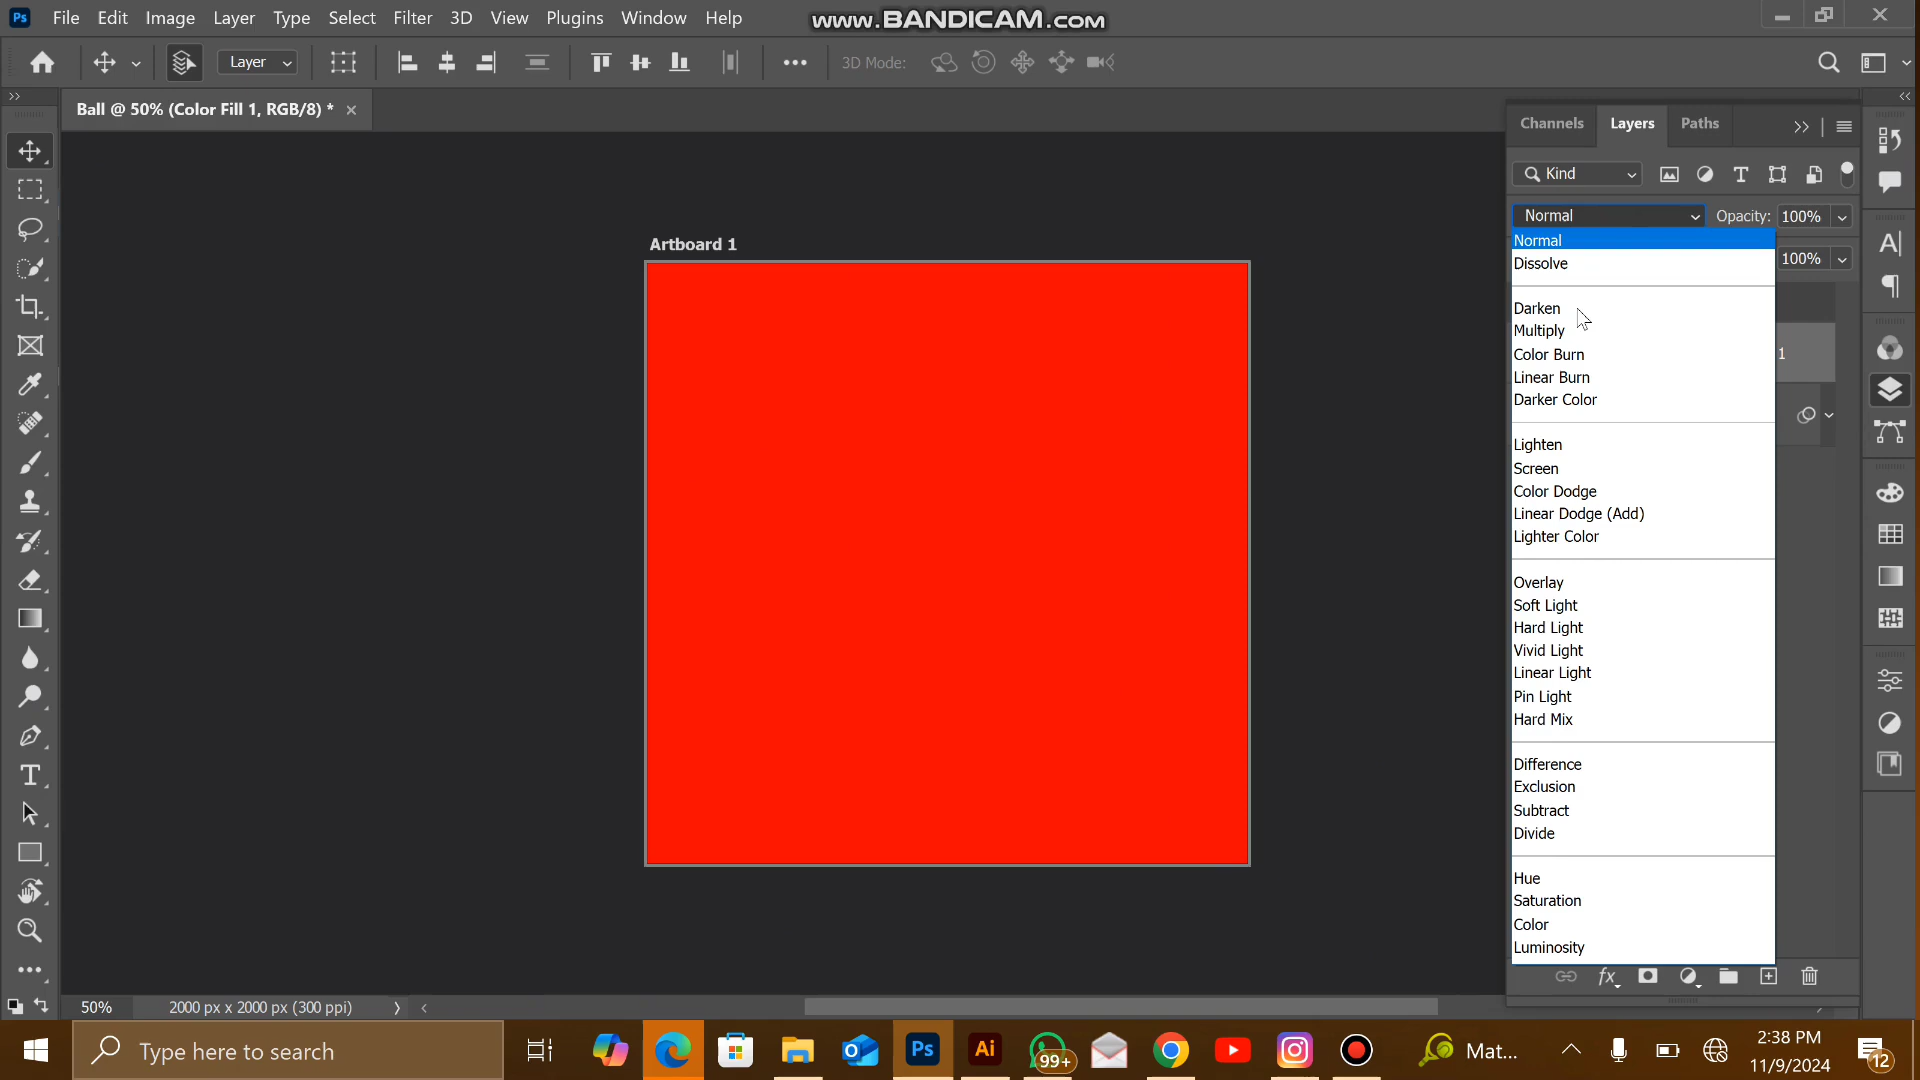 Ps File Edit Image Layer Type Select Filter 3D View Plugins Window Help
www.BANDICAM.com
Layer 3D Mode:
Ball @ 50% (Color Fill 1, RGB/8) *
Channels Layers Paths
Kind
Normal Opacity: 100%
Artboard 1
Normal
100%
Dissolve
Darken
Multiply
1
Color Burn
Linear Burn
Darker Color
Lighten
Screen
Color Dodge
Linear Dodge (Add)
Lighter Color
Overlay
Soft Light
Hard Light
Vivid Light
Linear Light
Pin Light
Hard Mix
Difference
Exclusion
Subtract
Divide
Hue
Saturation
Color
Luminosity
fx
50% 2000 px x 2000 px (300 ppi)
Type here to search
Ps Ai 99+ Mat...
2:38 PM
11/9/2024
12